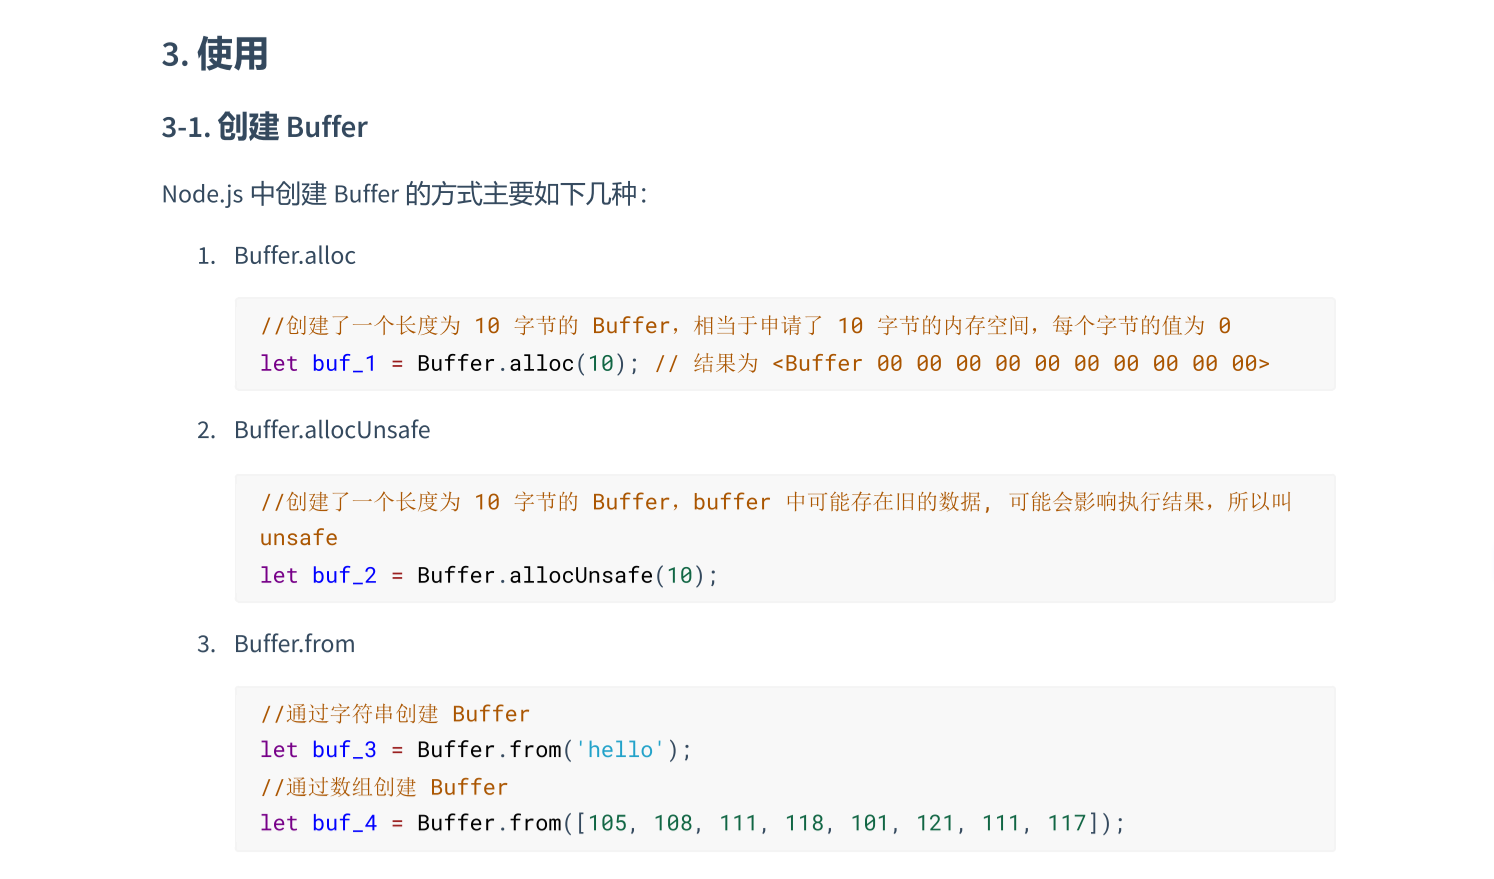 3. 使用
3-1. 创建 Buffer
Node.js 中创建 Buffer 的方式主要如下几种：
1. Buffer.alloc
//创建了一个长度为 10 字节的 Buffer，相当于申请了 10 字节的内存空间，每个字节的值为 0
let buf_1 = Buffer.alloc(10); // 结果为 <Buffer 00 00 00 00 00 00 00 00 00 00>
2. Buffer.allocUnsafe
//创建了一个长度为 10 字节的 Buffer，buffer 中可能存在旧的数据, 可能会影响执行结果，所以叫
unsafe
let buf_2 = Buffer.allocUnsafe(10);
3. Buffer.from
//通过字符串创建 Buffer
let buf_3 = Buffer.from('hello');
//通过数组创建 Buffer
let buf_4 = Buffer.from([105, 108, 111, 118, 101, 121, 111, 117]);